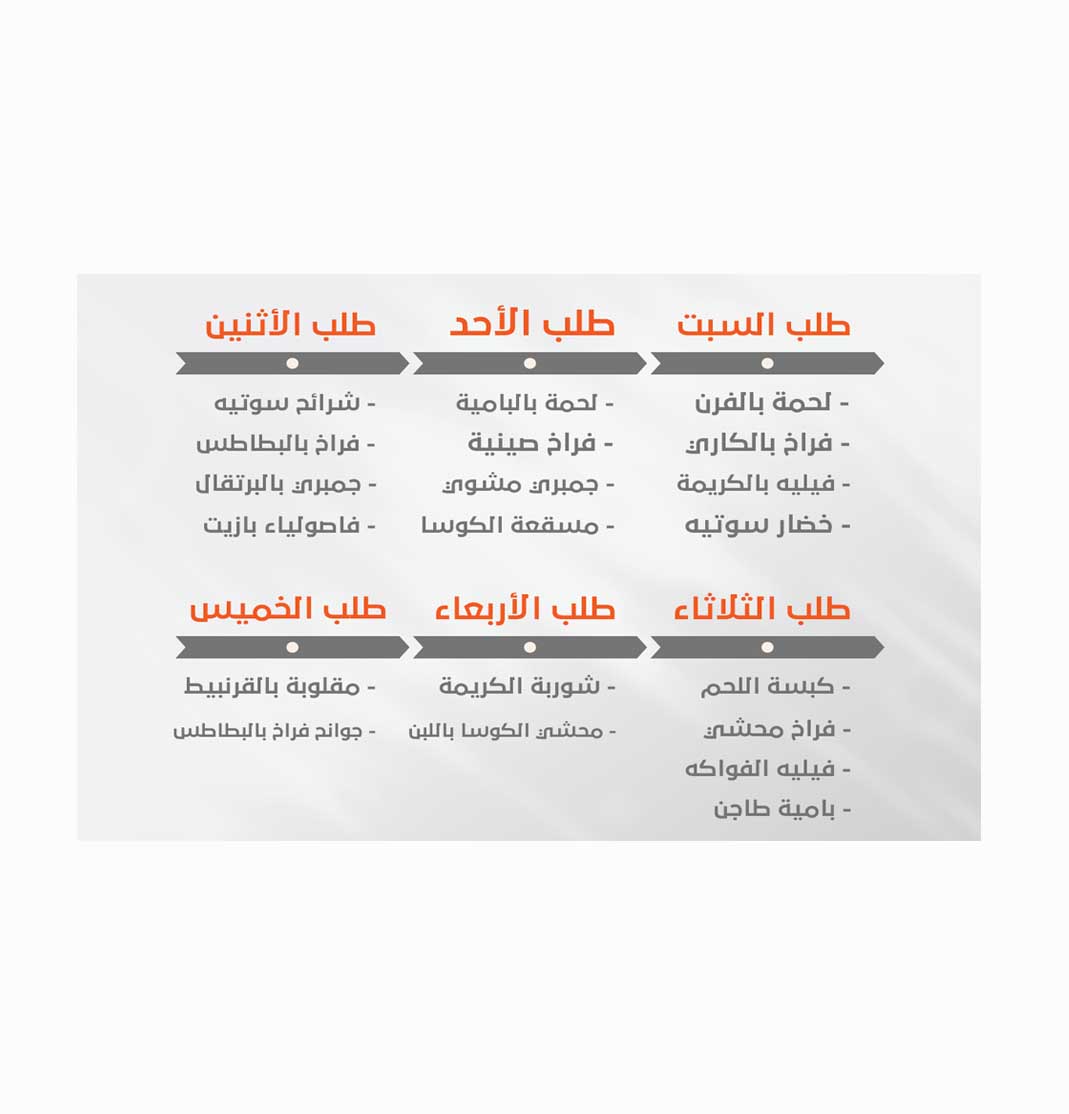 طلب السبت
- لحمة بالفرن
- فراخ بالكاري
- فيليه بالكريمة
- خضار سوتيه
طلب الأحد
- لحمة بالبامية
- فراخ صينية
- جمبري مشوي
- مسقعة الكوسا
طلب الأثنين
- شرائح سوتيه
- فراخ بالبطاطس
- جمبري بالبرتقال
- فاصولياء بازيت
طلب الثلاثاء
- كبسة اللحم
- فراخ محشي
- فيليه الفواكه
- بامية طاجن
طلب الأربعاء
- شوربة الكريمة
- محشي الكوسا باللبن
طلب الخميس
- مقلوبة بالقرنبيط
- جوانح فراخ بالبطاطس